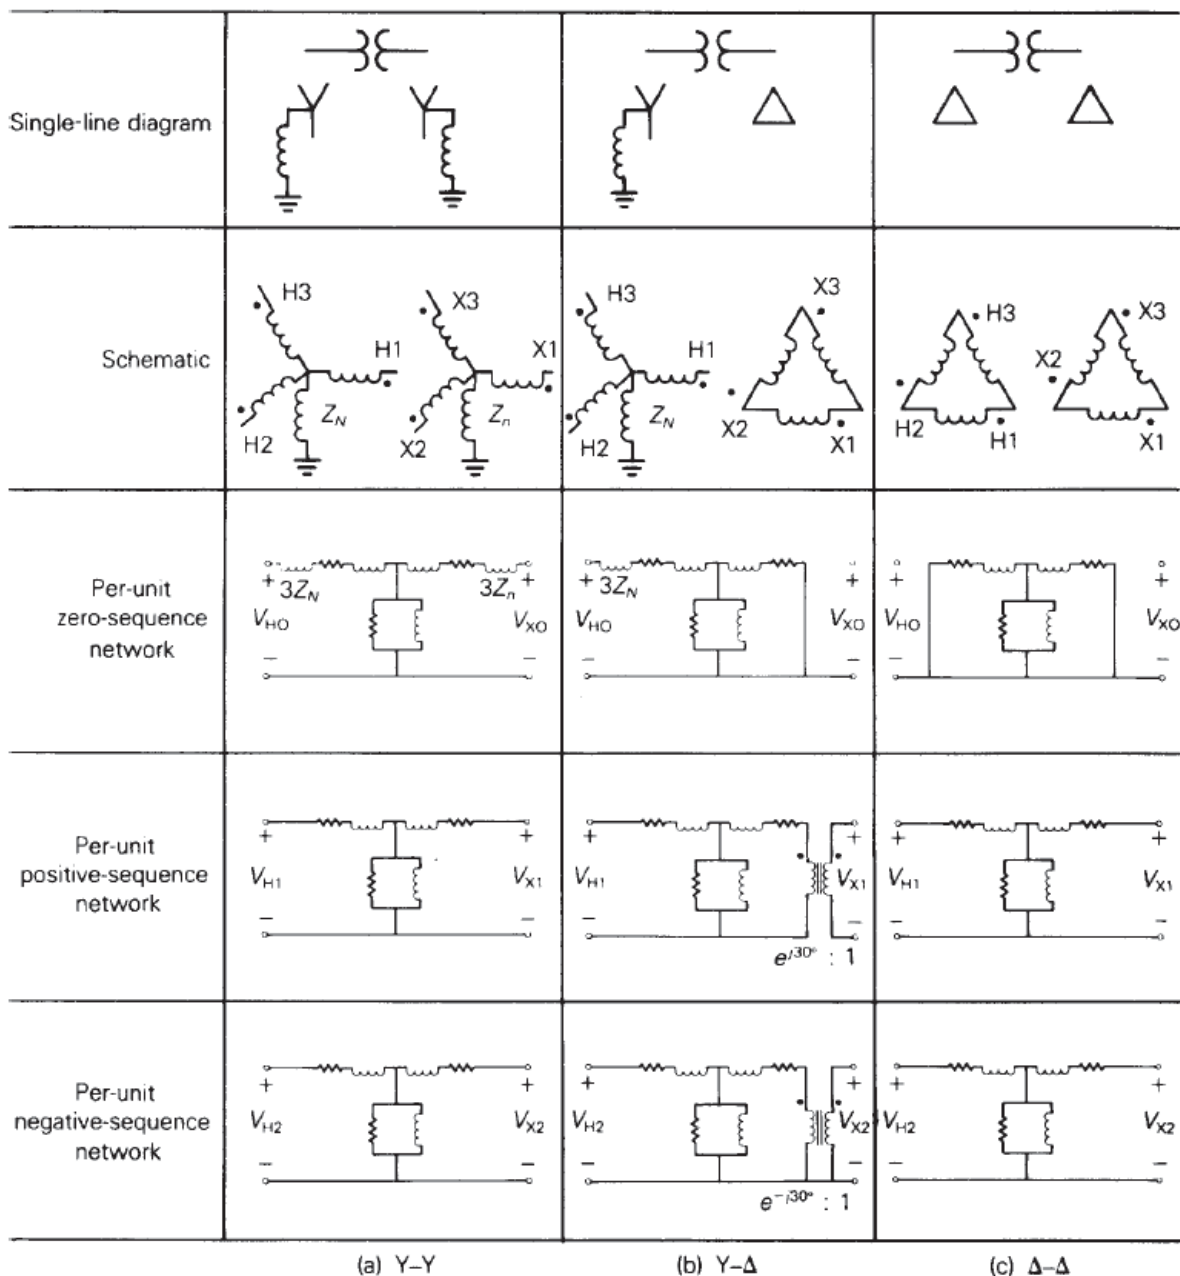 Single-line diagram
Schematic
H3
X3
H1
X1
Z_N
Z_n
H2
X2
H3
X3
H1
Z_N
X2
H2
X1
H3
X3
X2
H2
H1
X1
Per-unit
zero-sequence
network
+ 3Z_N 3Z_n +
V_HO V_XO
− −
+ 3Z_N +
V_HO V_XO
− −
+ +
V_HO V_XO
− −
Per-unit
positive-sequence
network
+ +
V_H1 V_X1
− −
+ +
V_H1 V_X1
− −
e^j30° : 1
+ +
V_H1 V_X1
− −
Per-unit
negative-sequence
network
+ +
V_H2 V_X2
− −
+ +
V_H2 V_X2
− −
e^−j30° : 1
+ +
V_H2 V_X2
− −
(a) Y–Y
(b) Y–Δ
(c) Δ–Δ